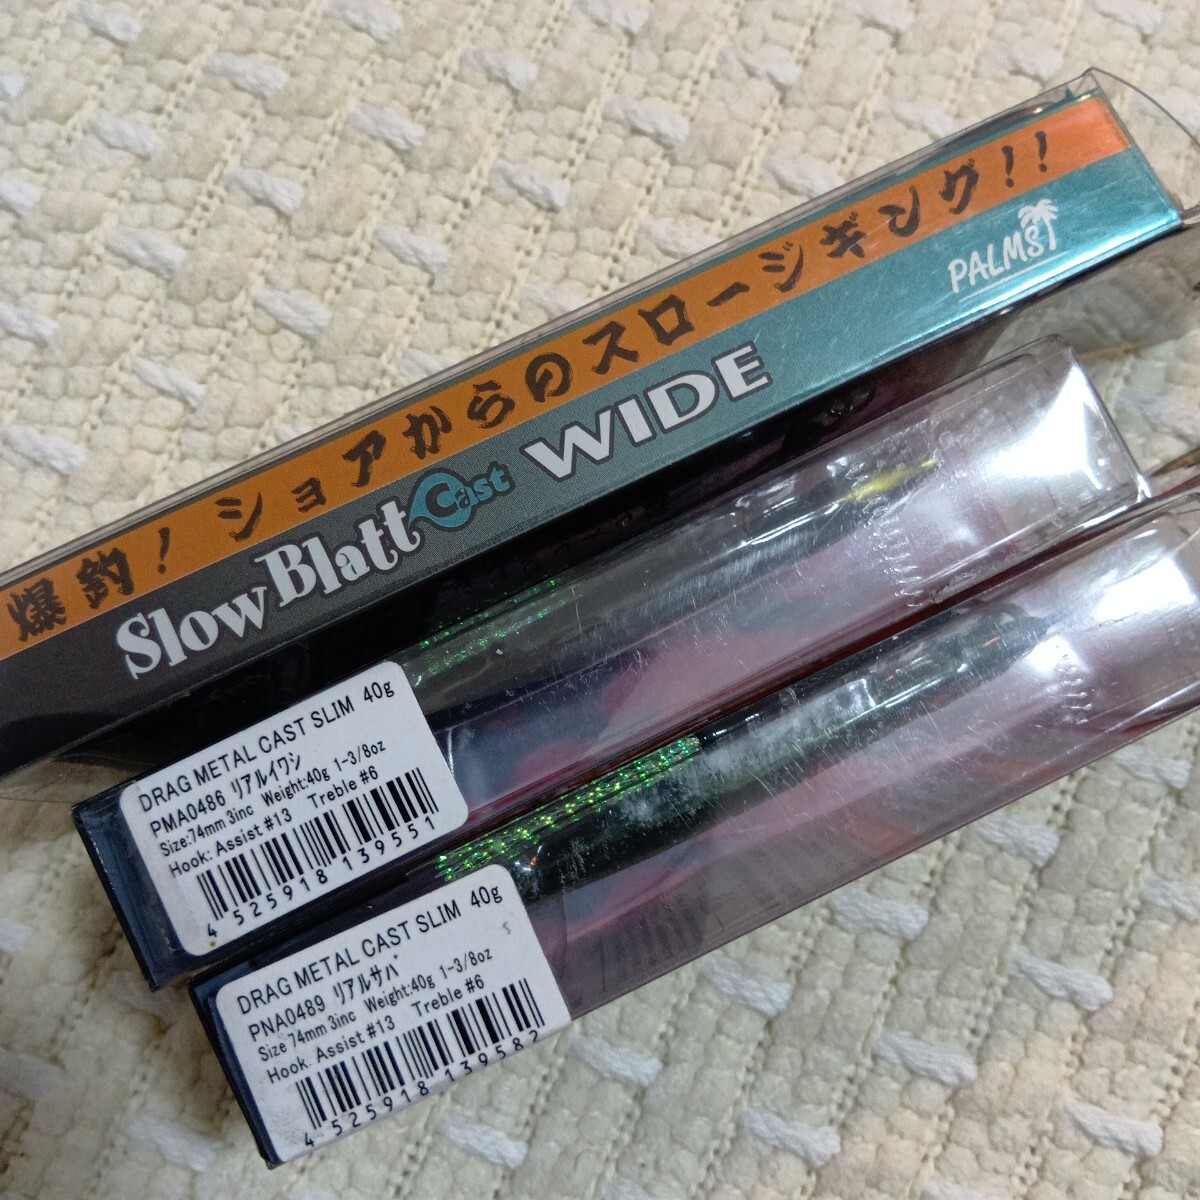 爆釣！ショアからのスロージギング!!
SlowBlatt Cast WIDE
PALMS
DRAG METAL CAST SLIM 40g
PMA0486 リアルイワシ
Size:74mm 3inc Weight:40g 1-3/8oz
Hook: Assist #13 Treble #6
4 525918 139551
DRAG METAL CAST SLIM 40g
PNA0489 リアルサバ
Size 74mm 3inc Weight:40g 1-3/8oz
Hook. Assist #13 Treble #6
4 525918 139582